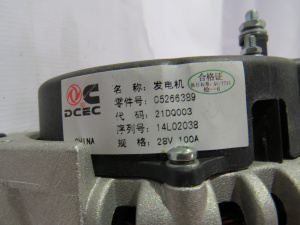 DCEC
CHINA
名 称: 发电机
零件号: C5266399
代 码: 21DQ003
序列号: 14L02038
规 格: 28V 100A
合格证